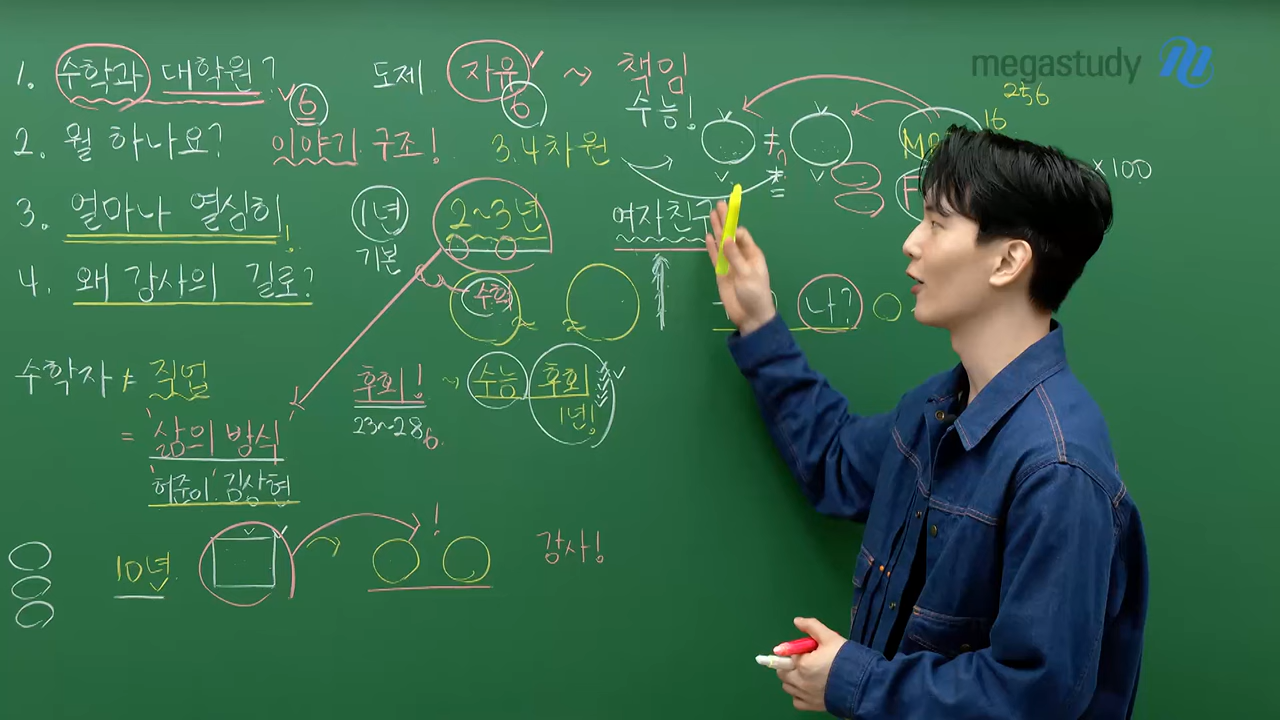 megastudy
1. 수학과 대학원? 도제 자유 ~> 책임
6 6 수능! 256
16
2. 뭘 하나요? 이야기 구조! 3.4차원
×100
3. 얼마나 열심히! 1년 2~3년 여자친구
기본
4. 왜 강사의 길로? 수학 나?
수학자 ≠ 직업 후회! ~ 수능 후회
23~28 6. 1년!
= '삶의 방식'
'허준이' 김상현
10년 강사!